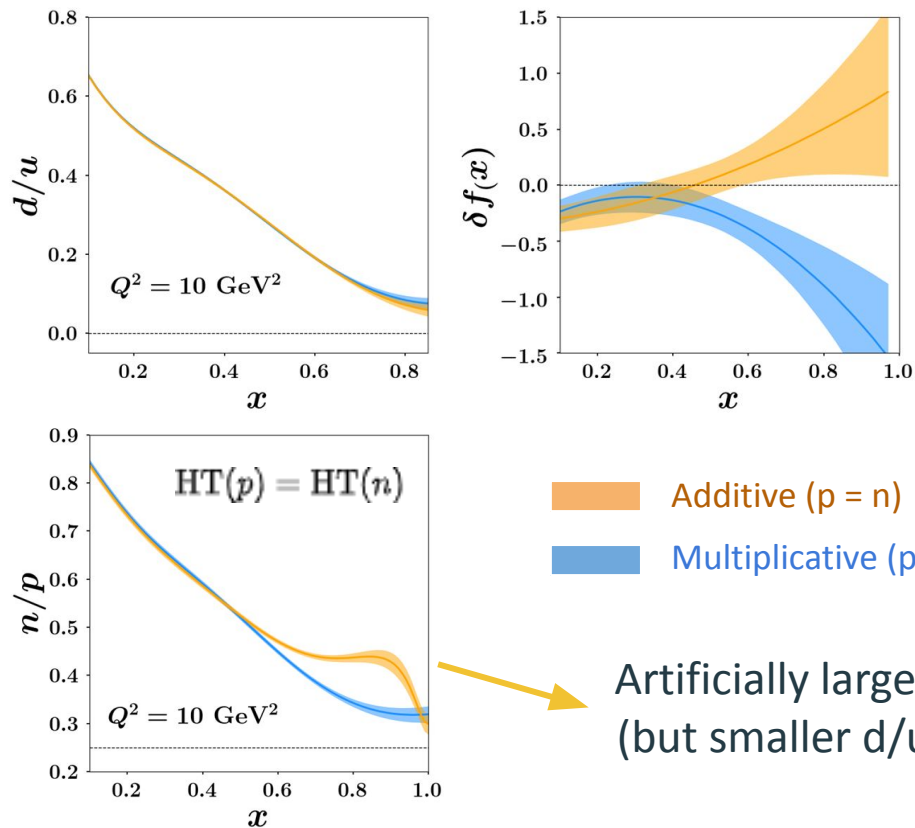 0.8
0.6
0.4
0.2
0.0
d/u
Q² = 10 GeV²
0.2 0.4 0.6 0.8
x
1.5
1.0
0.5
0.0
−0.5
−1.0
−1.5
δf(x)
0.2 0.4 0.6 0.8 1.0
x
0.9
0.8
0.7
0.6
0.5
0.4
0.3
0.2
n/p
HT(p) = HT(n)
Q² = 10 GeV²
0.2 0.4 0.6 0.8 1.0
x
Additive (p = n)
Multiplicative (p
Artificially large
(but smaller d/u